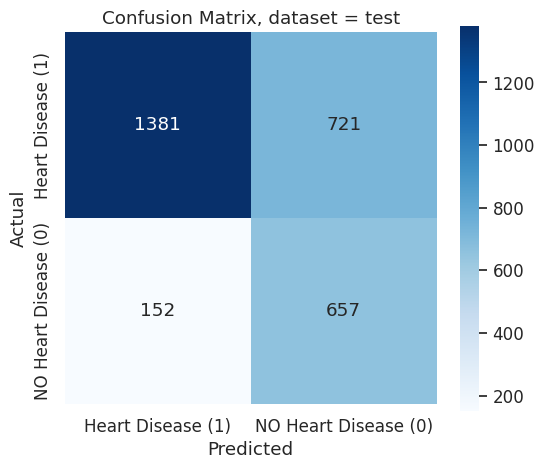 Confusion Matrix, dataset = test
Actual
Heart Disease (1)
NO Heart Disease (0)
1381
721
152
657
Heart Disease (1)
NO Heart Disease (0)
Predicted
1200
1000
800
600
400
200